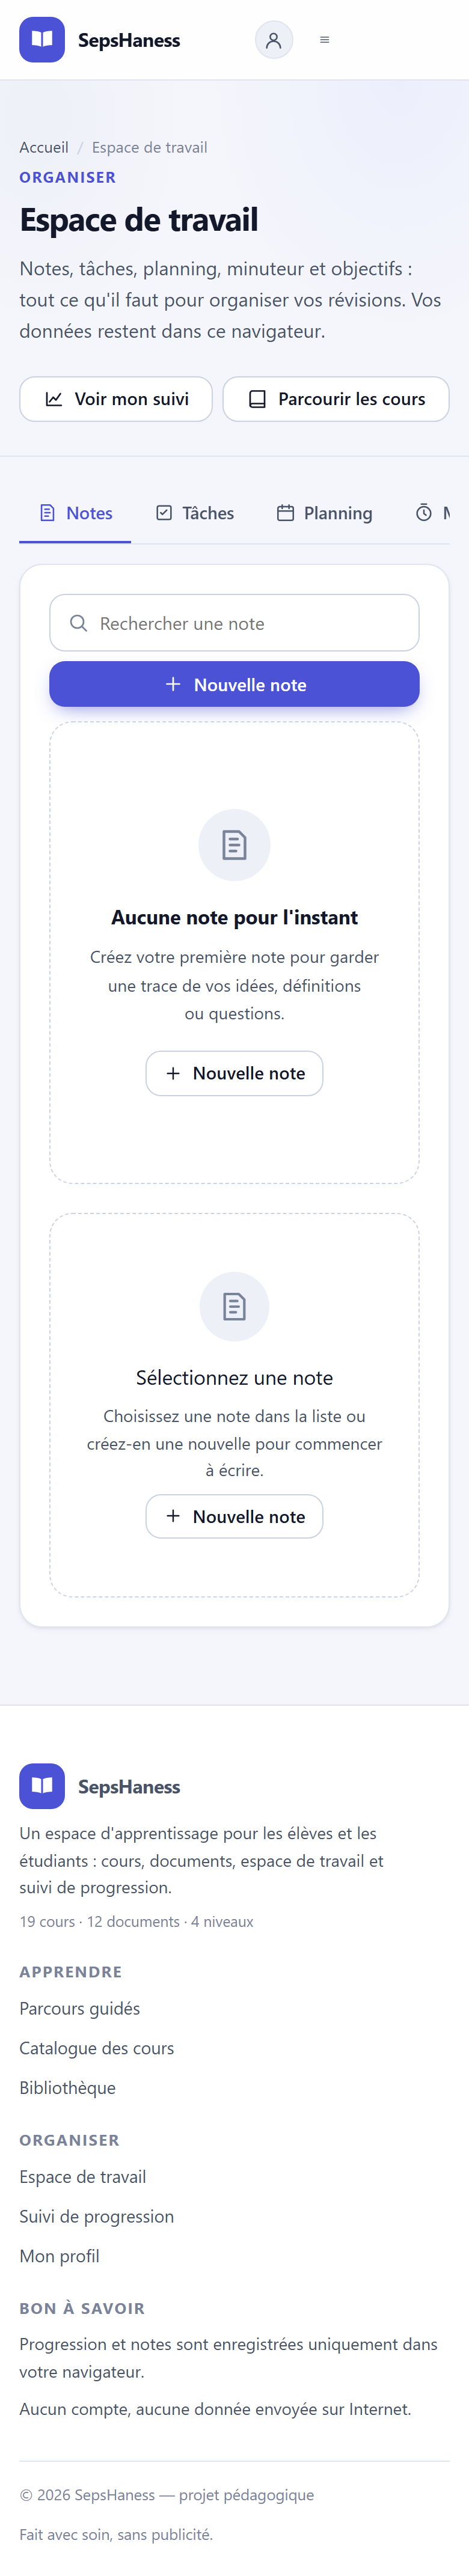 SepsHaness
Accueil / Espace de travail
ORGANISER
Espace de travail
Notes, tâches, planning, minuteur et objectifs :
tout ce qu'il faut pour organiser vos révisions. Vos
données restent dans ce navigateur.
Voir mon suivi
Parcourir les cours
Notes
Tâches
Planning
Rechercher une note
Nouvelle note
Aucune note pour l'instant
Créez votre première note pour garder
une trace de vos idées, définitions
ou questions.
Nouvelle note
Sélectionnez une note
Choisissez une note dans la liste ou
créez-en une nouvelle pour commencer
à écrire.
Nouvelle note
SepsHaness
Un espace d'apprentissage pour les élèves et les
étudiants : cours, documents, espace de travail et
suivi de progression.
19 cours · 12 documents · 4 niveaux
APPRENDRE
Parcours guidés
Catalogue des cours
Bibliothèque
ORGANISER
Espace de travail
Suivi de progression
Mon profil
BON À SAVOIR
Progression et notes sont enregistrées uniquement dans
votre navigateur.
Aucun compte, aucune donnée envoyée sur Internet.
© 2026 SepsHaness — projet pédagogique
Fait avec soin, sans publicité.